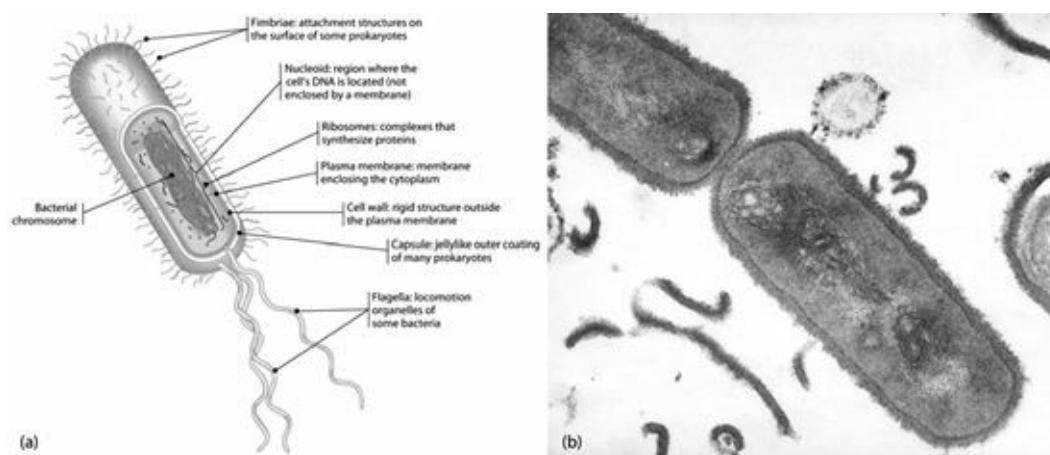 Fimbriae: attachment structures on
the surface of some prokaryotes
Nucleoid: region where the
cell's DNA is located (not
enclosed by a membrane)
Ribosomes: complexes that
synthesize proteins
Plasma membrane: membrane
enclosing the cytoplasm
Bacterial
chromosome
Cell wall: rigid structure outside
the plasma membrane
Capsule: jellylike outer coating
of many prokaryotes
Flagella: locomotion
organelles of
some bacteria
(a)
(b)